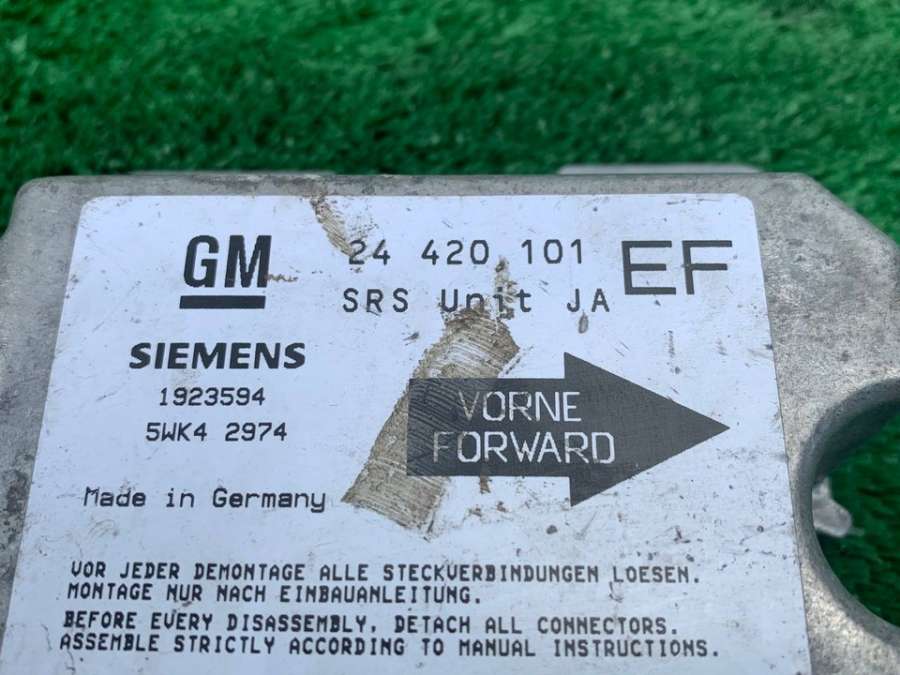 GM
24 420 101 EF
SRS Unit JA
SIEMENS
1923594
5WK4 2974
VORNE
FORWARD
Made in Germany
VOR JEDER DEMONTAGE ALLE STECKVERBINDUNGEN LOESEN.
MONTAGE NUR NACH EINBAUANLEITUNG.
BEFORE EVERY DISASSEMBLY, DETACH ALL CONNECTORS.
ASSEMBLE STRICTLY ACCORDING TO MANUAL INSTRUCTIONS.